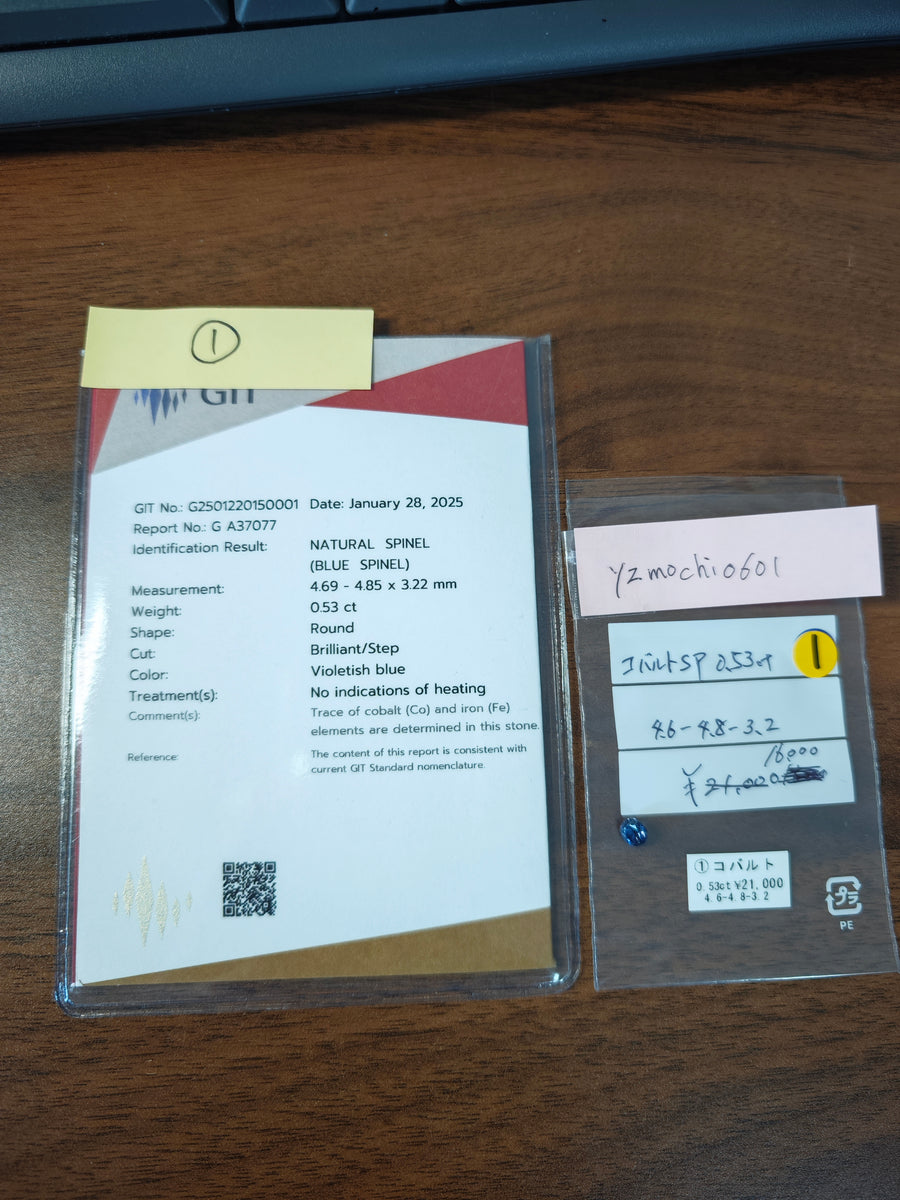 ①
GIT
GIT No.: G2501220150001 Date: January 28, 2025
Report No.: G A37077
Identification Result: NATURAL SPINEL
(BLUE SPINEL)
Measurement: 4.69 - 4.85 x 3.22 mm
Weight: 0.53 ct
Shape: Round
Cut: Brilliant/Step
Color: Violetish blue
Treatment(s): No indications of heating
Comment(s): Trace of cobalt (Co) and iron (Fe)
elements are determined in this stone.
Reference: The content of this report is consistent with
current GIT Standard nomenclature.
yzmochi0601
コバルトSP 0.53ct
1
4.6-4.8-3.2
16000
¥21,000
①コバルト
0.53ct ¥21,000
4.6-4.8-3.2
プラ
PE